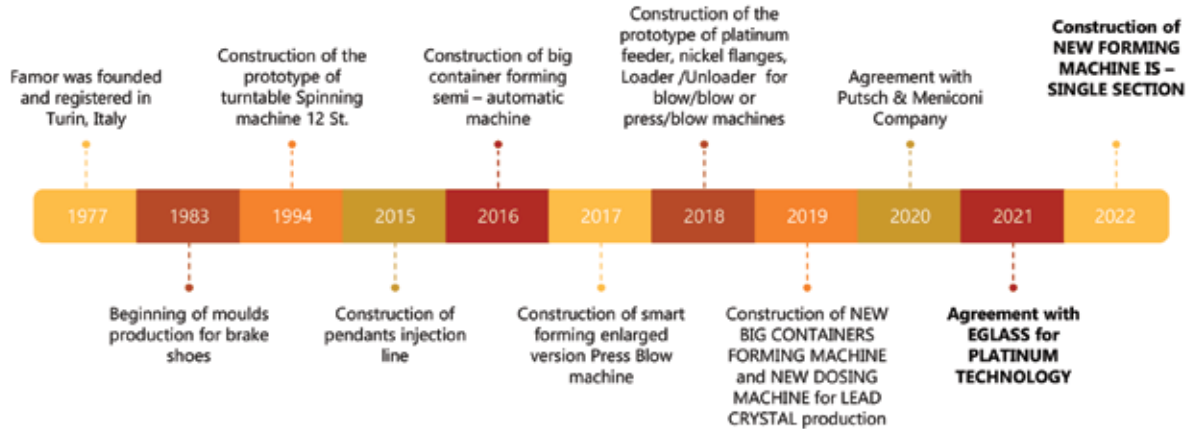 Famor was founded
and registered in
Turin, Italy
Construction of the
prototype of
turntable Spinning
machine 12 St.
Construction of big
container forming
semi – automatic
machine
Construction of the
prototype of platinum
feeder, nickel flanges,
Loader /Unloader for
blow/blow or
press/blow machines
Agreement with
Putsch & Meniconi
Company
Construction of
NEW FORMING
MACHINE IS –
SINGLE SECTION
1977
1983
1994
2015
2016
2017
2018
2019
2020
2021
2022
Beginning of moulds
production for brake
shoes
Construction of
pendants injection
line
Construction of smart
forming enlarged
version Press Blow
machine
Construction of NEW
BIG CONTAINERS
FORMING MACHINE
and NEW DOSING
MACHINE for LEAD
CRYSTAL production
Agreement with
EGLASS for
PLATINUM
TECHNOLOGY